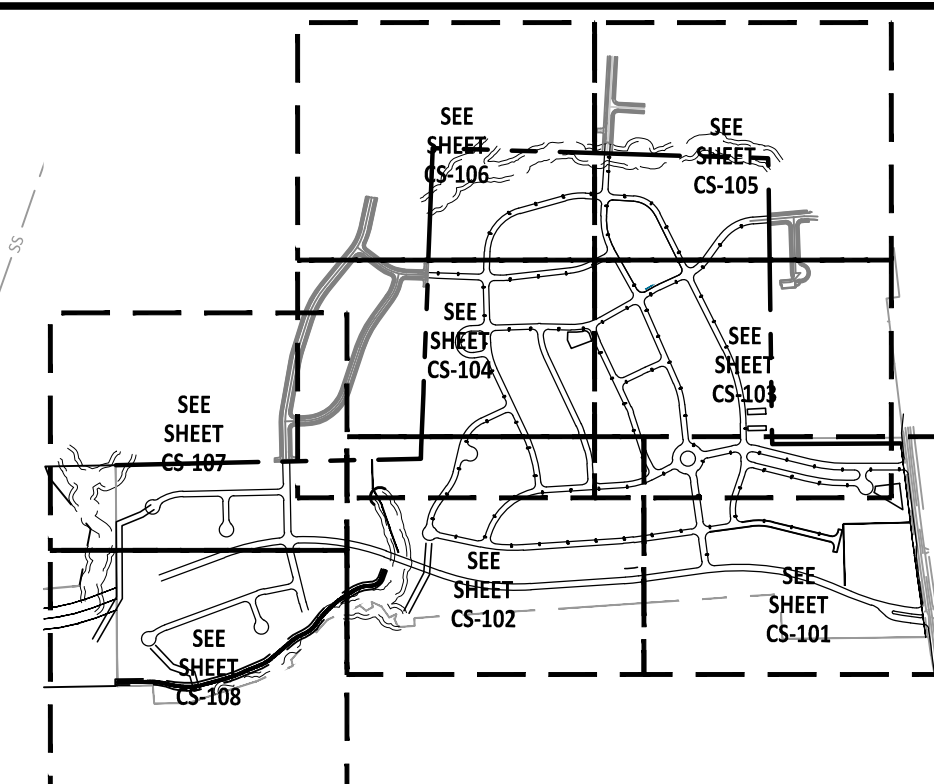 SEE
SHEET
CS-106
SEE
SHEET
CS-105
SS
SEE
SHEET
CS-104
SEE
SHEET
CS-103
SEE
SHEET
CS-107
SEE
SHEET
CS-102
SEE
SHEET
CS-101
SEE
SHEET
CS-108